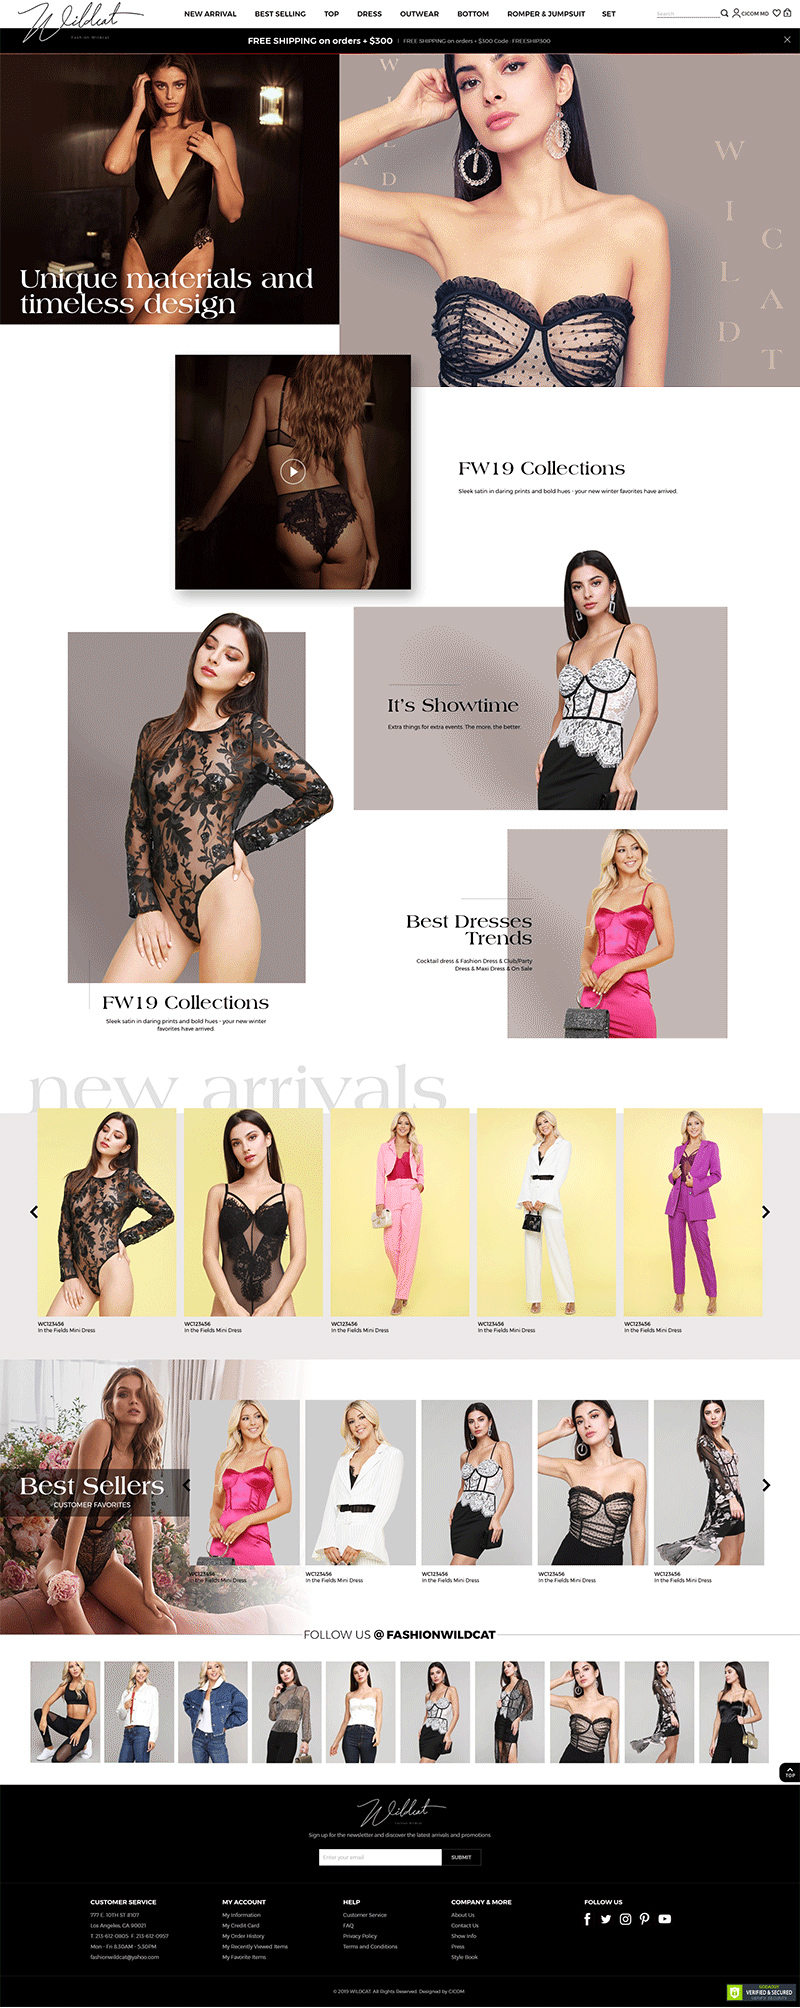 Wildcat
Fashion Wildcat
NEW ARRIVAL
BEST SELLING
TOP
DRESS
OUTWEAR
BOTTOM
ROMPER & JUMPSUIT
SET
Search
CICOM MD
FREE SHIPPING on orders + $300 | FREE SHIPPING on orders + $300 Code : FREESHIP300
Unique materials and
timeless design
W
I
L
D
A
W
I
L
D
C
A
T
FW19 Collections
Sleek satin in daring prints and bold hues - your new winter favorites have arrived.
It's Showtime
Extra things for extra events. The more, the better.
Best Dresses
Trends
Cocktail dress & Fashion Dress & Club/Party
Dress & Maxi Dress & On Sale
FW19 Collections
Sleek satin in daring prints and bold hues - your new winter
favorites have arrived.
new arrivals
WC123456
In the Fields Mini Dress
WC123456
In the Fields Mini Dress
WC123456
In the Fields Mini Dress
WC123456
In the Fields Mini Dress
WC123456
In the Fields Mini Dress
Best Sellers
CUSTOMER FAVORITES
WC123456
In the Fields Mini Dress
WC123456
In the Fields Mini Dress
WC123456
In the Fields Mini Dress
WC123456
In the Fields Mini Dress
WC123456
In the Fields Mini Dress
FOLLOW US @ FASHIONWILDCAT
TOP
Wildcat
Sign up for the newsletter and discover the latest arrivals and promotions
Enter your email
SUBMIT
CUSTOMER SERVICE
777 E. 10TH ST #107
Los Angeles, CA 90021
T. 213-612-0805 F. 213-612-0957
Mon - Fri 8:30AM - 5:30PM
fashionwildcat@yahoo.com
MY ACCOUNT
My Information
My Credit Card
My Order History
My Recently Viewed Items
My Favorite Items
HELP
Customer Service
FAQ
Privacy Policy
Terms and Conditions
COMPANY & MORE
About Us
Contact Us
Show Info
Press
Style Book
FOLLOW US
© 2019 WILDCAT. All Rights Reserved. Designed by CICOM
GODADDY
VERIFIED & SECURED
VERIFY SECURITY